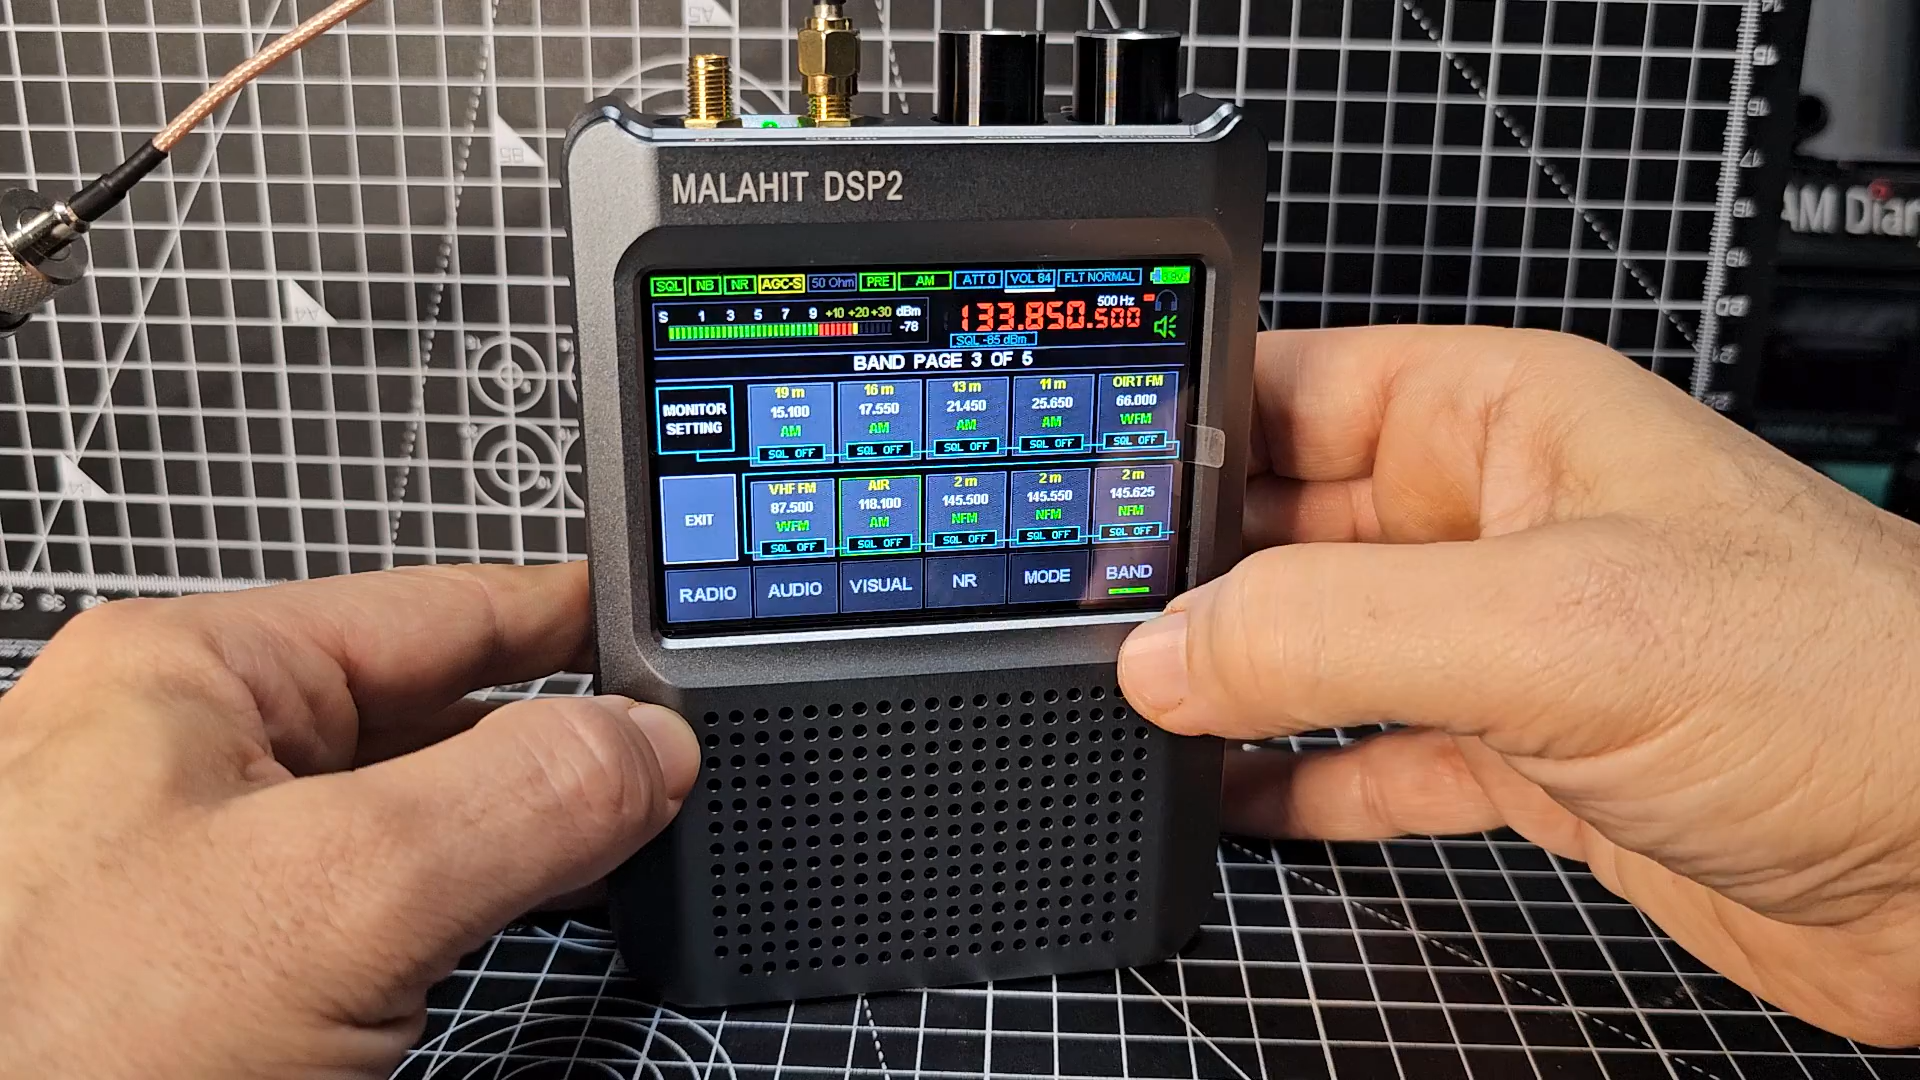 MALAHIT DSP2
SQL NB NR AGC-S 50 Ohm PRE AM ATT 0 VOL 84 FLT NORMAL
S 1 3 5 7 9 +10 +20 +30 dBm
-78
500 Hz
133.850.500
SQL -85 dBm
BAND PAGE 3 OF 5
MONITOR
SETTING
19 m 16 m 13 m 11 m OIRT FM
15.100 17.550 21.450 25.650 66.000
AM AM AM AM WFM
SQL OFF SQL OFF SQL OFF SQL OFF SQL OFF
EXIT
VHF FM AIR 2 m 2 m 2 m
87.500 118.100 145.500 145.550 145.625
WFM AM NFM NFM NFM
SQL OFF SQL OFF SQL OFF SQL OFF SQL OFF
RADIO AUDIO VISUAL NR MODE BAND
A5
B5
A4
AM Diar